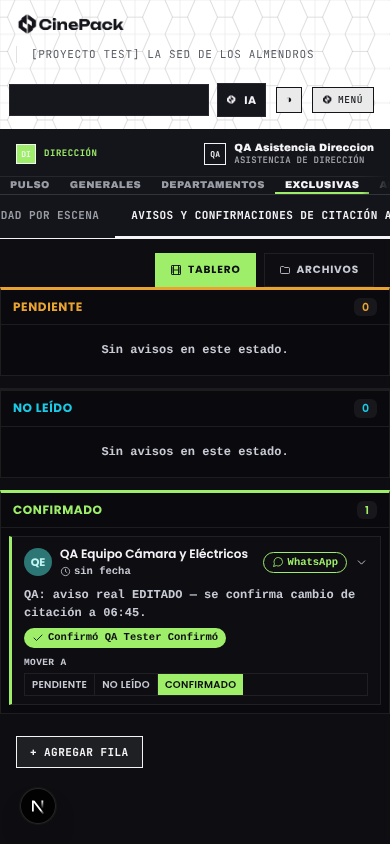 CinePack
[PROYECTO TEST] LA SED DE LOS ALMENDROS
IA
MENÚ
DI
DIRECCIÓN
QA
QA Asistencia Direccion
ASISTENCIA DE DIRECCIÓN
PULSO GENERALES DEPARTAMENTOS EXCLUSIVAS A
DAD POR ESCENA AVISOS Y CONFIRMACIONES DE CITACIÓN A
TABLERO ARCHIVOS
PENDIENTE 0
Sin avisos en este estado.
NO LEÍDO 0
Sin avisos en este estado.
CONFIRMADO 1
QE
QA Equipo Cámara y Eléctricos
sin fecha
WhatsApp
QA: aviso real EDITADO — se confirma cambio de
citación a 06:45.
Confirmó QA Tester Confirmó
MOVER A
PENDIENTE NO LEÍDO CONFIRMADO
+ AGREGAR FILA
N